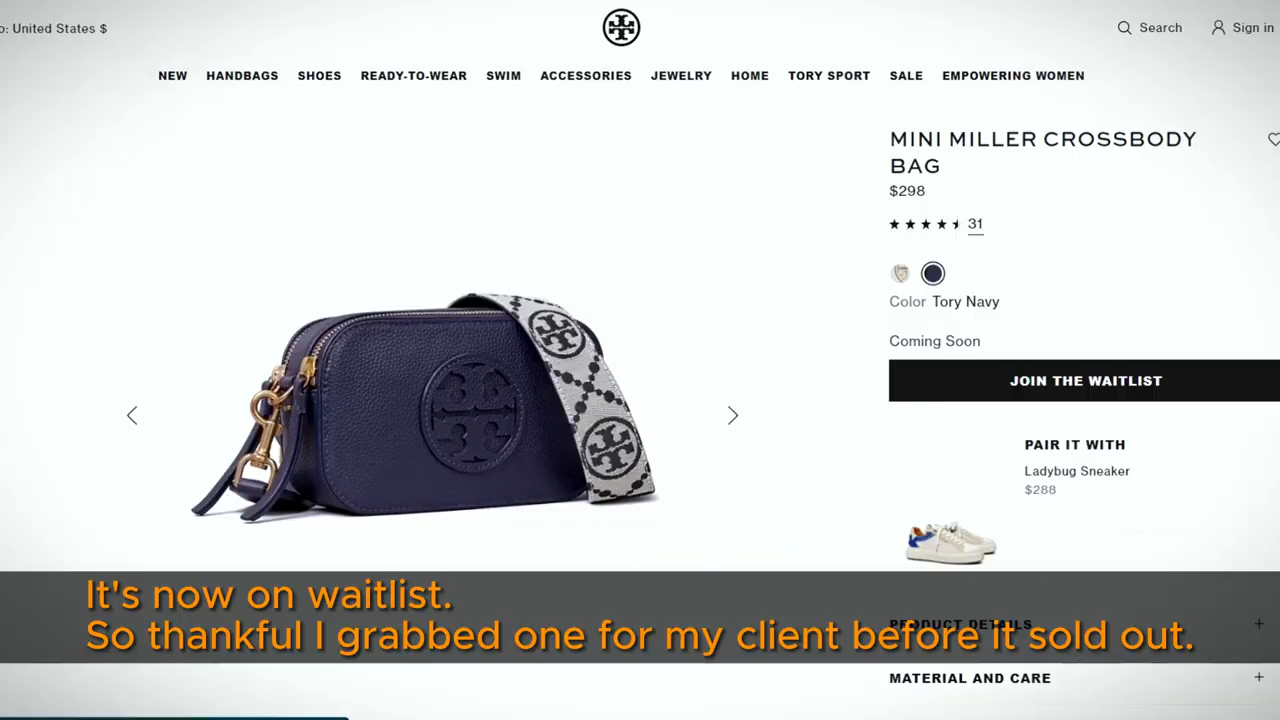 o: United States $
Search
Sign in
NEW HANDBAGS SHOES READY-TO-WEAR SWIM ACCESSORIES JEWELRY HOME TORY SPORT SALE EMPOWERING WOMEN
MINI MILLER CROSSBODY
BAG
$298
31
Color Tory Navy
Coming Soon
JOIN THE WAITLIST
PAIR IT WITH
Ladybug Sneaker
$288
It's now on waitlist.
PRODUCT DETAILS
So thankful I grabbed one for my client before it sold out.
MATERIAL AND CARE